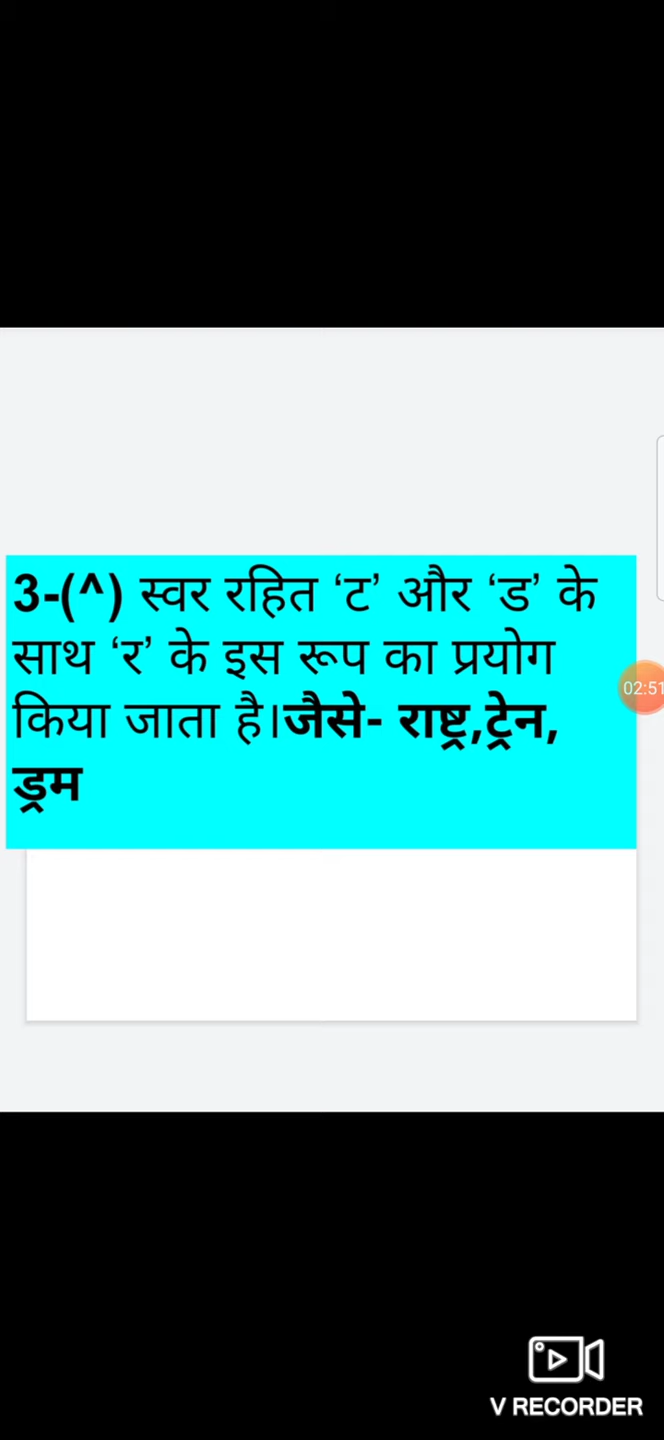 3-(^) स्वर रहित ‘ट’ और ‘ड’ के
साथ ‘र’ के इस रूप का प्रयोग
किया जाता है।जैसे- राष्ट्र,ट्रेन,
ड्रम
02:51
V RECORDER